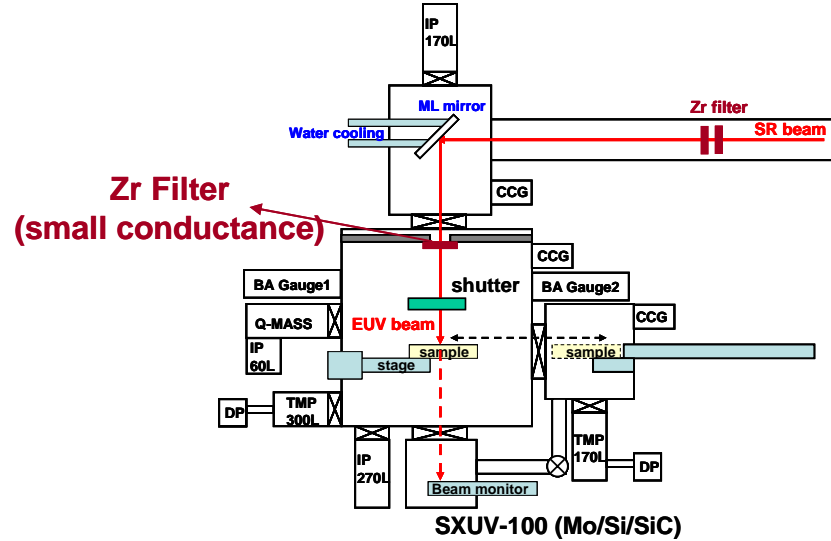 IP
170L
ML mirror
Water cooling
Zr filter
SR beam
CCG
Zr Filter
(small conductance)
CCG
BA Gauge1
shutter
BA Gauge2
Q-MASS
EUV beam
CCG
IP
60L
sample
sample
stage
DP
TMP
300L
IP
270L
TMP
170L
DP
Beam monitor
SXUV-100 (Mo/Si/SiC)